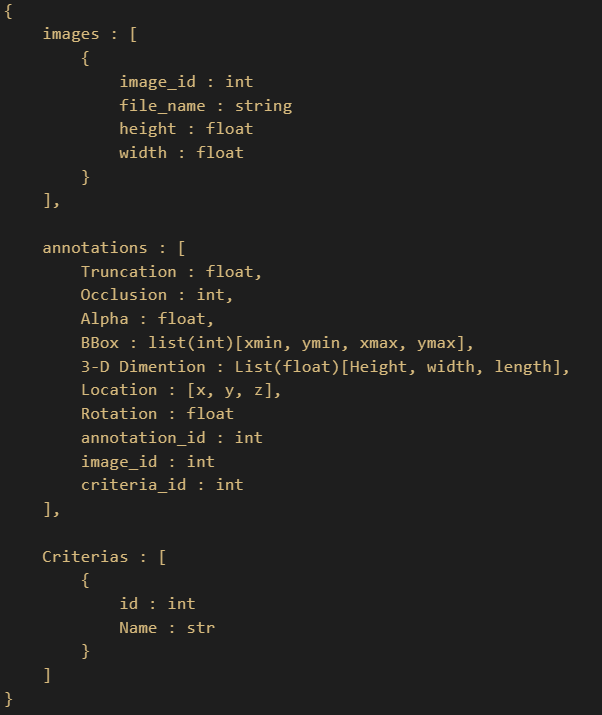 {
    images : [
        {
            image_id : int
            file_name : string
            height : float
            width : float
        }
    ],

    annotations : [
        Truncation : float,
        Occlusion : int,
        Alpha : float,
        BBox : list(int)[xmin, ymin, xmax, ymax],
        3-D Dimention : List(float)[Height, width, length],
        Location : [x, y, z],
        Rotation : float
        annotation_id : int
        image_id : int
        criteria_id : int
    ],

    Criterias : [
        {
            id : int
            Name : str
        }
    ]
}